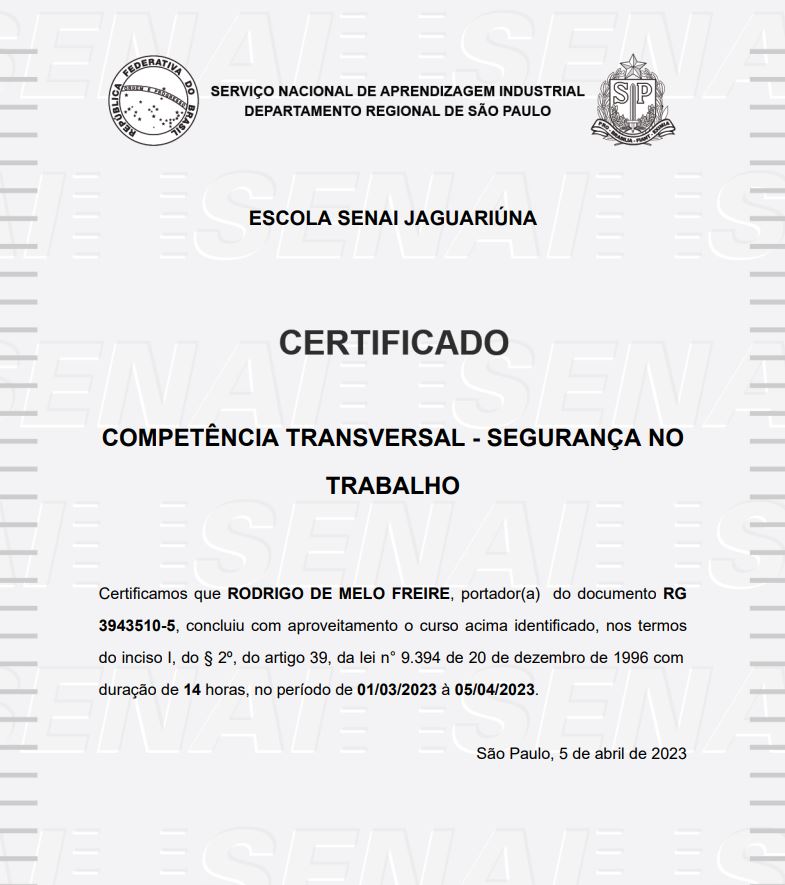 REPÚBLICA FEDERATIVA DO BRASIL
ORDEM E PROGRESSO
SERVIÇO NACIONAL DE APRENDIZAGEM INDUSTRIAL
DEPARTAMENTO REGIONAL DE SÃO PAULO
SP
PRO BRASILIA FIANT EXIMIA
ESCOLA SENAI JAGUARIÚNA
CERTIFICADO
COMPETÊNCIA TRANSVERSAL - SEGURANÇA NO
TRABALHO
Certificamos que RODRIGO DE MELO FREIRE, portador(a) do documento RG
3943510-5, concluiu com aproveitamento o curso acima identificado, nos termos
do inciso I, do § 2º, do artigo 39, da lei n° 9.394 de 20 de dezembro de 1996 com
duração de 14 horas, no período de 01/03/2023 à 05/04/2023.
São Paulo, 5 de abril de 2023
SENAI